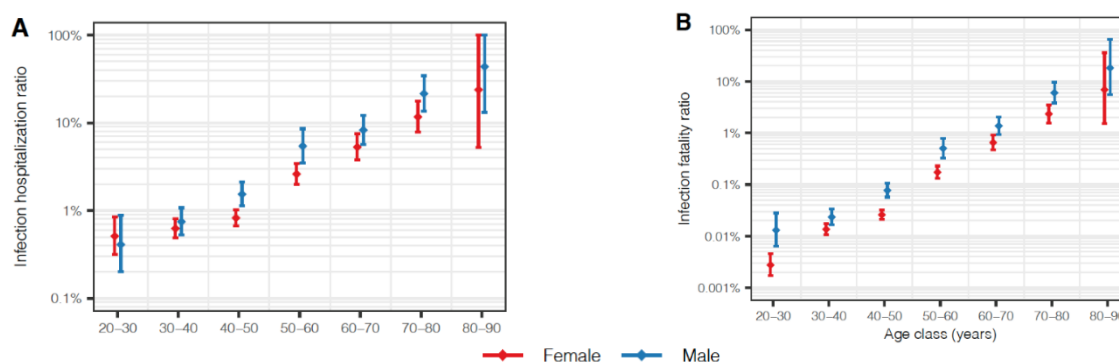 A
Infection hospitalization ratio
100%
10%
1%
0.1%
20–30 30–40 40–50 50–60 60–70 70–80 80–90
B
Infection fatality ratio
100%
10%
1%
0.1%
0.01%
0.001%
20–30 30–40 40–50 50–60 60–70 70–80 80–90
Age class (years)
Female Male